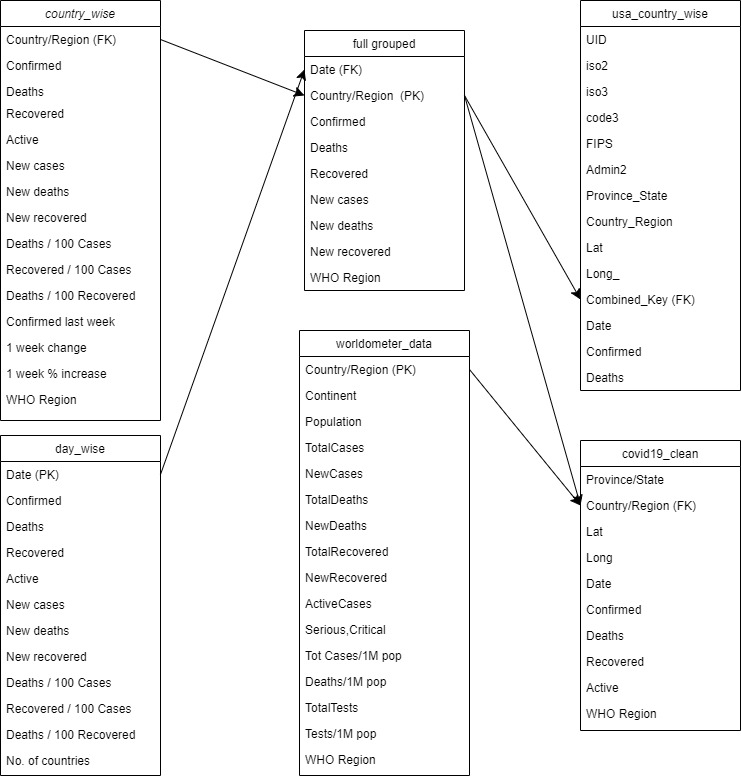 country_wise
Country/Region (FK)
Confirmed
Deaths
Recovered
Active
New cases
New deaths
New recovered
Deaths / 100 Cases
Recovered / 100 Cases
Deaths / 100 Recovered
Confirmed last week
1 week change
1 week % increase
WHO Region
day_wise
Date (PK)
Confirmed
Deaths
Recovered
Active
New cases
New deaths
New recovered
Deaths / 100 Cases
Recovered / 100 Cases
Deaths / 100 Recovered
No. of countries
full grouped
Date (FK)
Country/Region (PK)
Confirmed
Deaths
Recovered
New cases
New deaths
New recovered
WHO Region
worldometer_data
Country/Region (PK)
Continent
Population
TotalCases
NewCases
TotalDeaths
NewDeaths
TotalRecovered
NewRecovered
ActiveCases
Serious,Critical
Tot Cases/1M pop
Deaths/1M pop
TotalTests
Tests/1M pop
WHO Region
usa_country_wise
UID
iso2
iso3
code3
FIPS
Admin2
Province_State
Country_Region
Lat
Long_
Combined_Key (FK)
Date
Confirmed
Deaths
covid19_clean
Province/State
Country/Region (FK)
Lat
Long
Date
Confirmed
Deaths
Recovered
Active
WHO Region